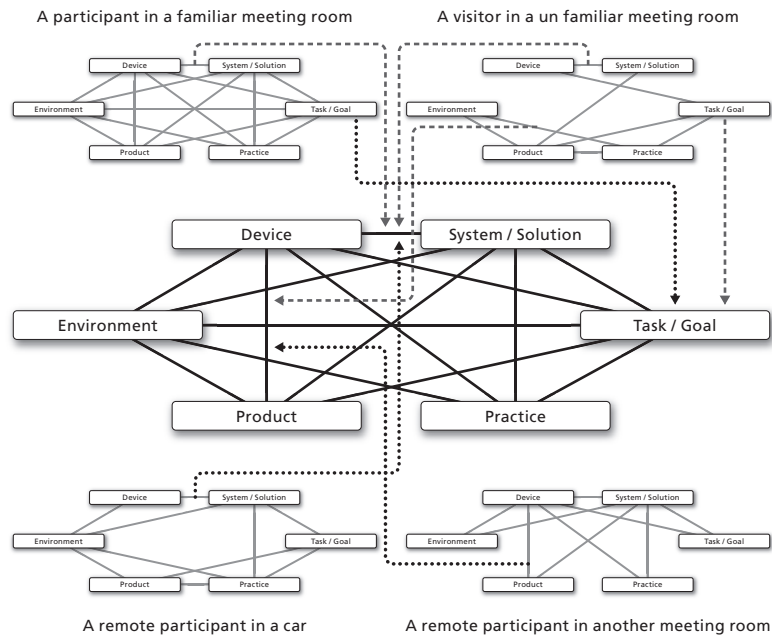 A participant in a familiar meeting room
A visitor in a un familiar meeting room
Device
System / Solution
Environment
Task / Goal
Product
Practice
Device
System / Solution
Environment
Task / Goal
Product
Practice
Device
System / Solution
Environment
Task / Goal
Product
Practice
Device
System / Solution
Environment
Task / Goal
Product
Practice
Device
System / Solution
Environment
Task / Goal
Product
Practice
A remote participant in a car
A remote participant in another meeting room